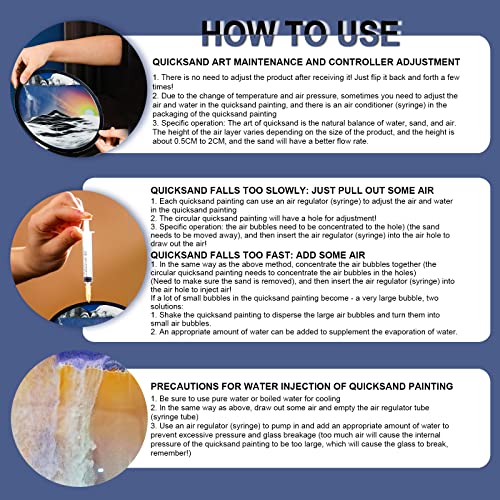 HOW TO USE
QUICKSAND ART MAINTENANCE AND CONTROLLER ADJUSTMENT
1. There is no need to adjust the product after receiving it! Just flip it back and forth a few
times!
2. Due to the change of temperature and air pressure, sometimes you need to adjust the
air and water in the quicksand painting, and there is an air conditioner (syringe) in the
packaging of the quicksand painting
3. Specific operation: The art of quicksand is the natural balance of water, sand, and air.
The height of the air layer varies depending on the size of the product, and the height is
about 0.5CM to 2CM, and the sand will have a better flow rate.
QUICKSAND FALLS TOO SLOWLY: JUST PULL OUT SOME AIR
1. Each quicksand painting can use an air regulator (syringe) to adjust the air and water
in the quicksand painting
2. The circular quicksand painting will have a hole for adjustment!
3. Specific operation: the air bubbles need to be concentrated to the hole) (the sand
needs to be moved away), and then insert the air regulator (syringe) into the air hole to
draw out the air!
QUICKSAND FALLS TOO FAST: ADD SOME AIR
1. In the same way as the above method, concentrate the air bubbles together (the
circular quicksand painting needs to concentrate the air bubbles in the holes)
(Need to make sure the sand is removed), and then insert the air regulator (syringe) into
the air hole to inject air!
If a lot of small bubbles in the quicksand painting become - a very large bubble, two
solutions:
1. Shake the quicksand painting to disperse the large air bubbles and turn them into
small air bubbles.
2. An appropriate amount of water can be added to supplement the evaporation of water.
PRECAUTIONS FOR WATER INJECTION OF QUICKSAND PAINTING
1. Be sure to use pure water or boiled water for cooling
2. In the same way as above, draw out some air and empty the air regulator tube
(syringe tube)
3. Use an air regulator (syringe) to pump in and add an appropriate amount of water to
prevent excessive pressure and glass breakage (too much air will cause the internal
pressure of the quicksand painting to be too large, which will cause the glass to break,
remember!)